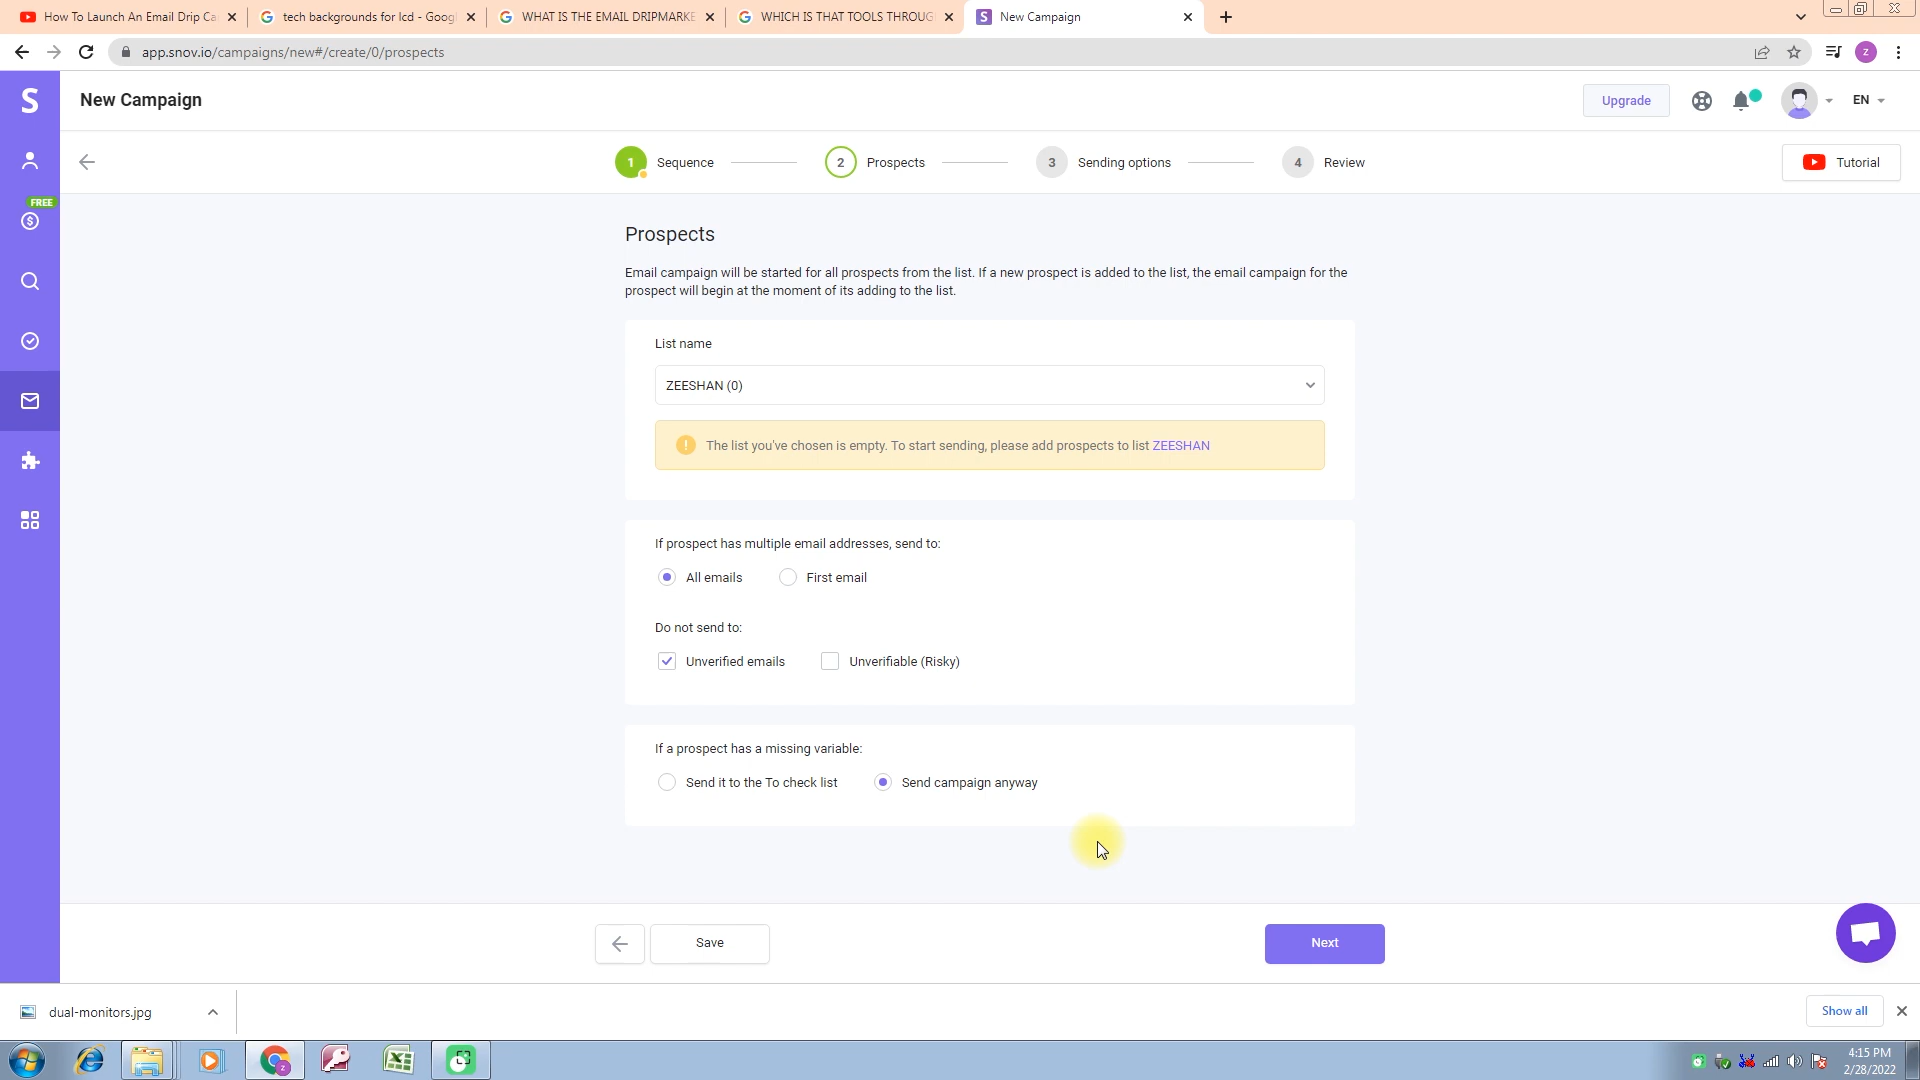 How To Launch An Email Drip Ca
tech backgrounds for lcd - Googl
WHAT IS THE EMAIL DRIPMARKE
WHICH IS THAT TOOLS THROUG
New Campaign
app.snov.io/campaigns/new#/create/0/prospects
z
S
New Campaign
Upgrade
EN
1 Sequence
2 Prospects
3 Sending options
4 Review
Tutorial
FREE
Prospects
Email campaign will be started for all prospects from the list. If a new prospect is added to the list, the email campaign for the
prospect will begin at the moment of its adding to the list.
List name
ZEESHAN (0)
The list you've chosen is empty. To start sending, please add prospects to list ZEESHAN
If prospect has multiple email addresses, send to:
All emails
First email
Do not send to:
Unverified emails
Unverifiable (Risky)
If a prospect has a missing variable:
Send it to the To check list
Send campaign anyway
Save
Next
dual-monitors.jpg
Show all
4:15 PM
2/28/2022